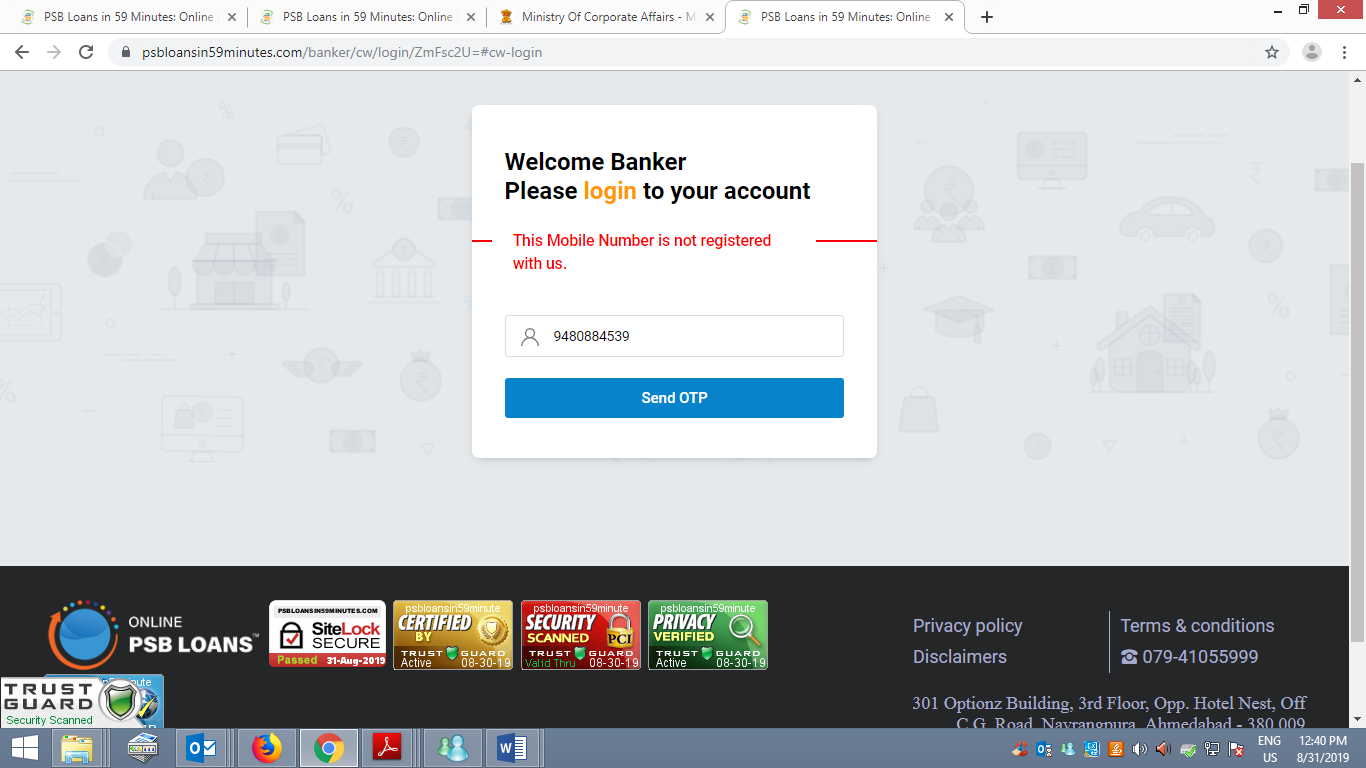 PSB Loans in 59 Minutes: Online
PSB Loans in 59 Minutes: Online
Ministry Of Corporate Affairs - M
PSB Loans in 59 Minutes: Online
psbloansin59minutes.com/banker/cw/login/ZmFsc2U=#cw-login
Welcome Banker
Please login to your account
This Mobile Number is not registered
with us.
9480884539
Send OTP
ONLINE
PSB LOANS™
PSBLOANSIN59MINUTES.COM
SiteLock
SECURE
Passed 31-Aug-2019
psbloansin59minute
CERTIFIED
BY
TRUST GUARD
Active 08-30-19
psbloansin59minute
SECURITY
SCANNED PCI
TRUST GUARD
Valid Thru 08-30-19
psbloansin59minute
PRIVACY
VERIFIED
TRUST GUARD
Active 08-30-19
Privacy policy
Disclaimers
Terms & conditions
079-41055999
301 Optionz Building, 3rd Floor, Opp. Hotel Nest, Off
C.G. Road, Navrangpura, Ahmedabad - 380 009
TRUST
GUARD
Security Scanned
ENG
US
12:40 PM
8/31/2019